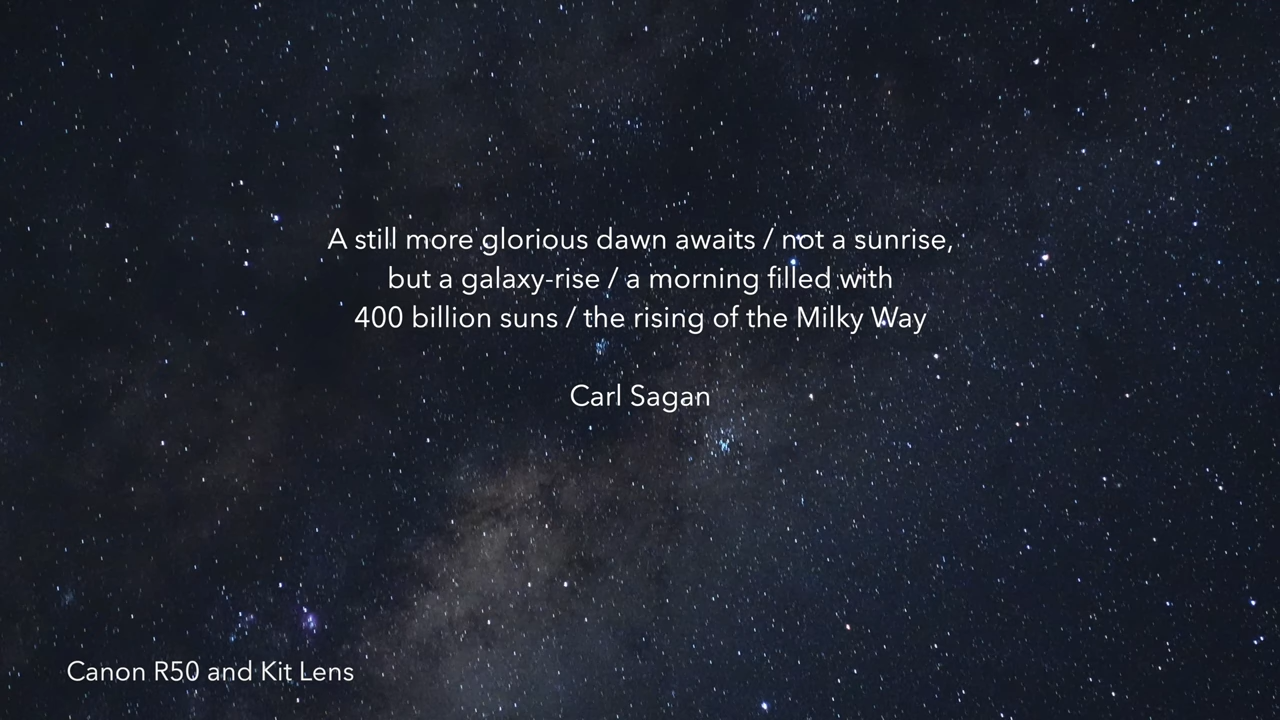 A still more glorious dawn awaits / not a sunrise,
but a galaxy-rise / a morning filled with
400 billion suns / the rising of the Milky Way
Carl Sagan
Canon R50 and Kit Lens